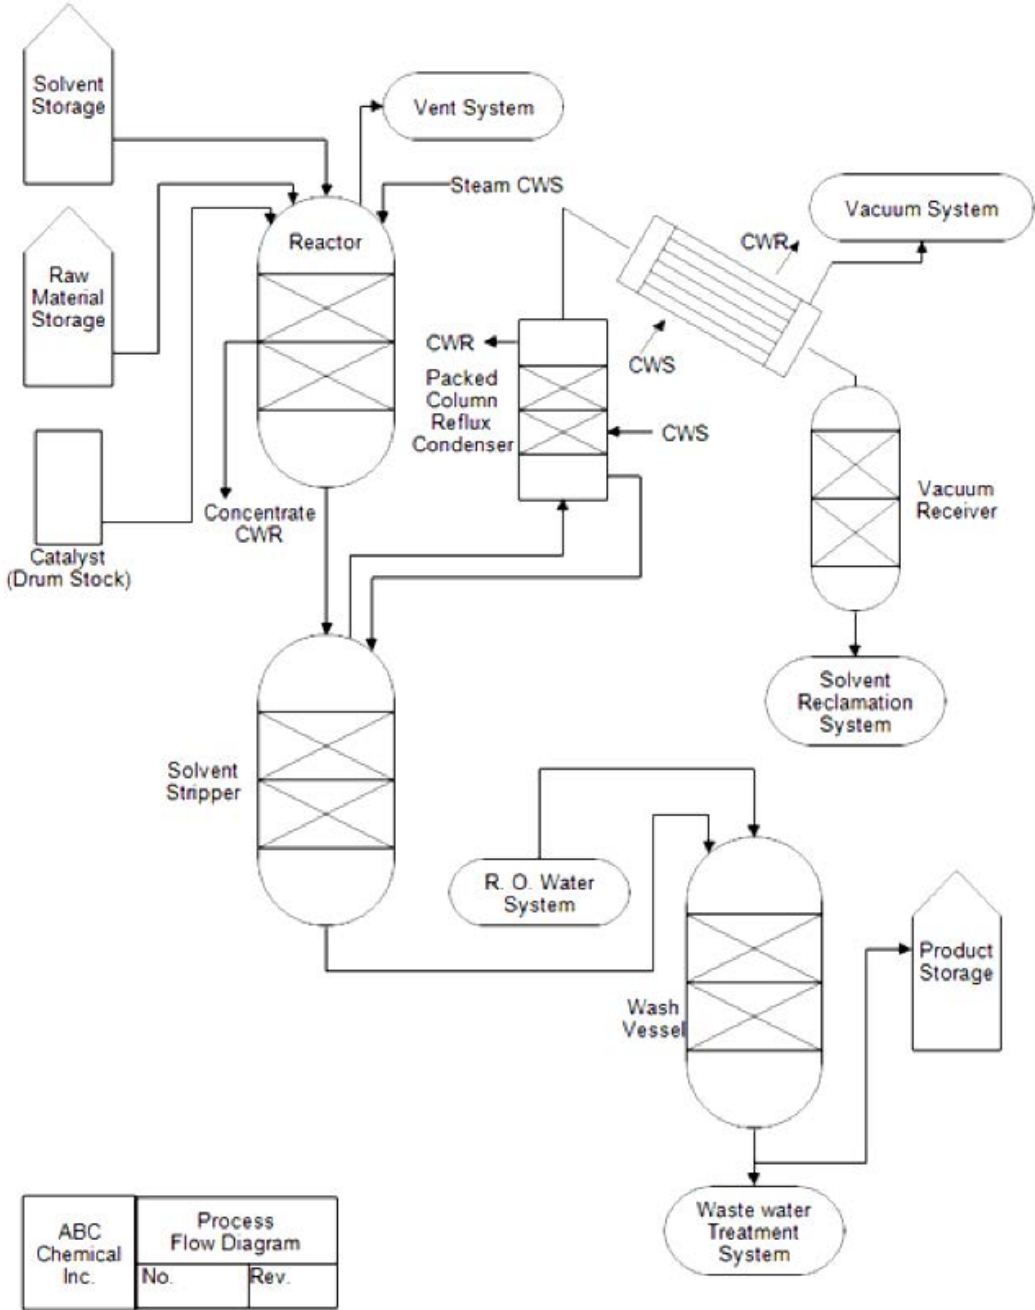 Solvent
Storage
Vent System
Steam CWS
Vacuum System
Reactor
CWR
Raw
Material
Storage
CWR
CWS
Packed
Column
Reflux
Condenser
CWS
Vacuum
Receiver
Concentrate
CWR
Catalyst
(Drum Stock)
Solvent
Reclamation
System
Solvent
Stripper
R. O. Water
System
Product
Storage
Wash
Vessel
Waste water
Treatment
System
ABC
Chemical
Inc.
Process
Flow Diagram
No.
Rev.